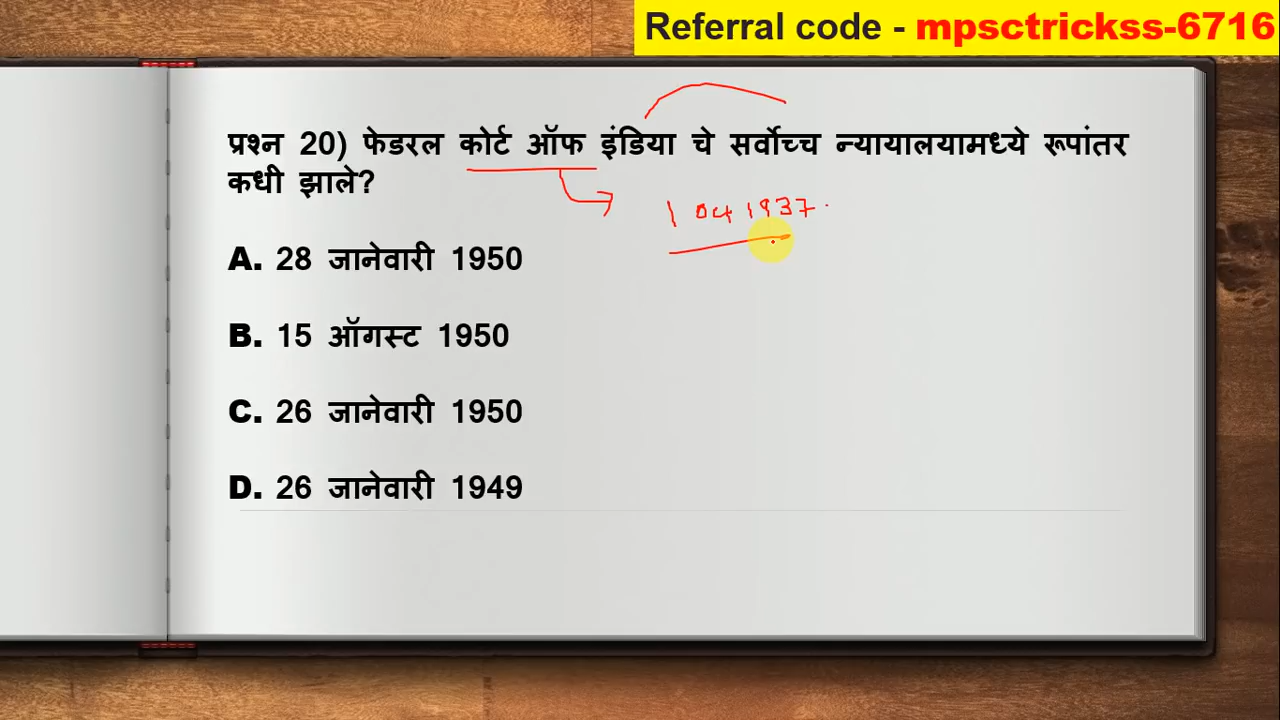 Referral code - mpsctrickss-6716
प्रश्न 20) फेडरल कोर्ट ऑफ इंडिया चे सर्वोच्च न्यायालयामध्ये रूपांतर
कधी झाले?
1 Oct 1937.
A. 28 जानेवारी 1950
B. 15 ऑगस्ट 1950
C. 26 जानेवारी 1950
D. 26 जानेवारी 1949